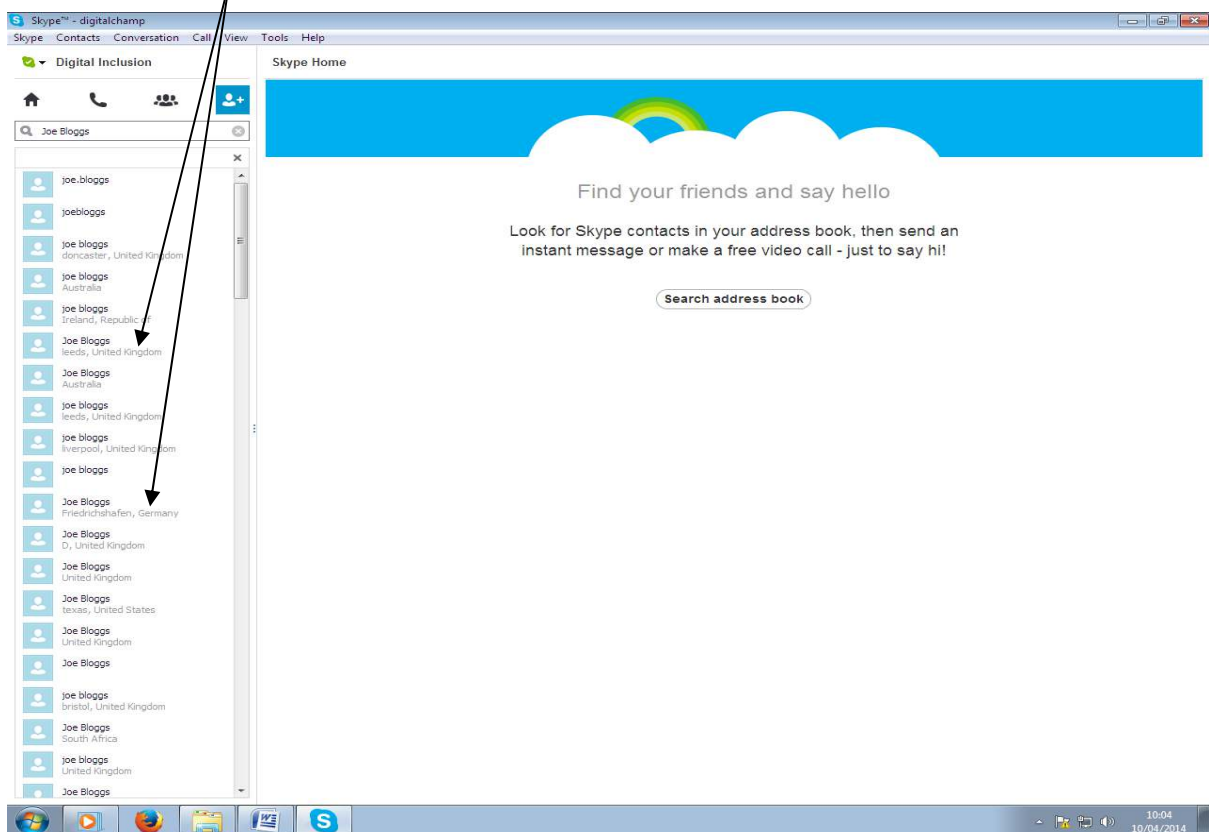 Skype™ - digitalchamp
Skype Contacts Conversation Call View Tools Help
Digital Inclusion
Skype Home
Joe Bloggs
joe.bloggs
joebloggs
joe bloggs
doncaster, United Kingdom
joe bloggs
Australia
joe bloggs
Ireland, Republic of
Joe Bloggs
leeds, United Kingdom
Joe Bloggs
Australia
joe bloggs
leeds, United Kingdom
joe bloggs
liverpool, United Kingdom
joe bloggs
Joe Bloggs
Friedrichshafen, Germany
Joe Bloggs
D, United Kingdom
Joe Bloggs
United Kingdom
Joe Bloggs
texas, United States
Joe Bloggs
United Kingdom
Joe Bloggs
joe bloggs
bristol, United Kingdom
Joe Bloggs
South Africa
joe bloggs
United Kingdom
Joe Bloggs
Find your friends and say hello
Look for Skype contacts in your address book, then send an
instant message or make a free video call - just to say hi!
Search address book
10:04
10/04/2014